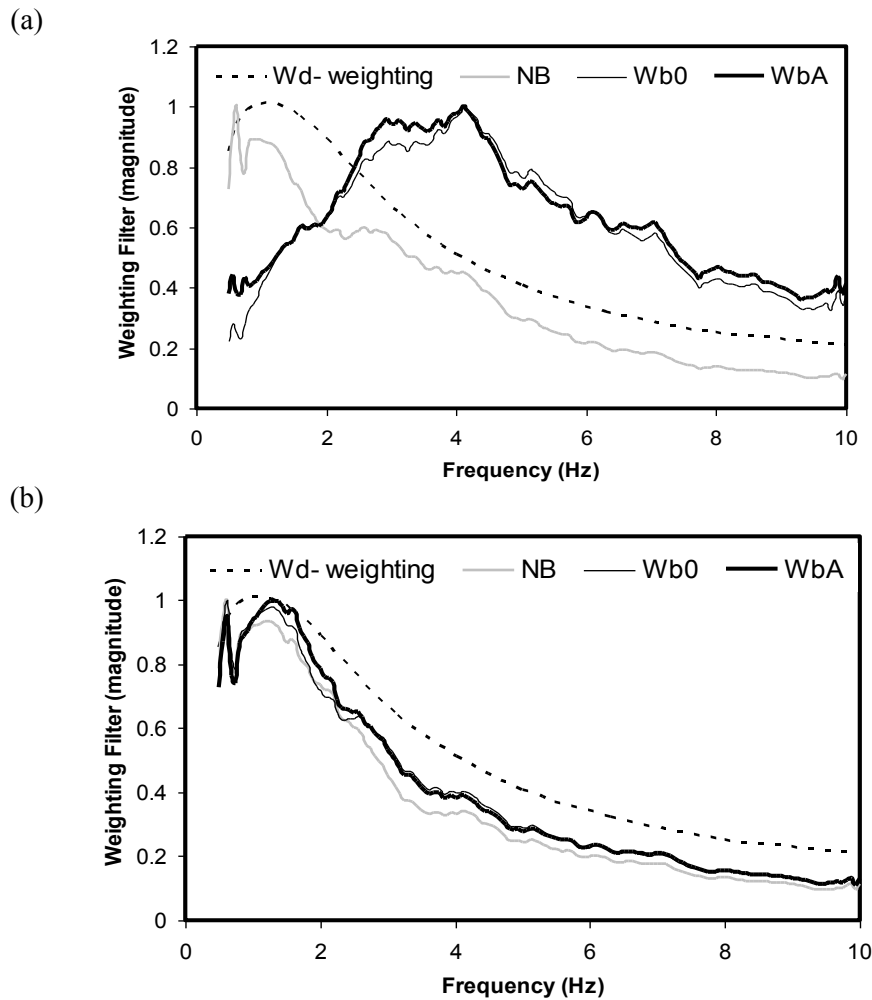 (a)
1.2
Wd- weighting NB Wb0 WbA
1
0.8
0.6
0.4
0.2
0
Weighting Filter (magnitude)
0 2 4 6 8 10
Frequency (Hz)
(b)
1.2
Wd- weighting NB Wb0 WbA
1
0.8
0.6
0.4
0.2
0
Weighting Filter (magnitude)
0 2 4 6 8 10
Frequency (Hz)